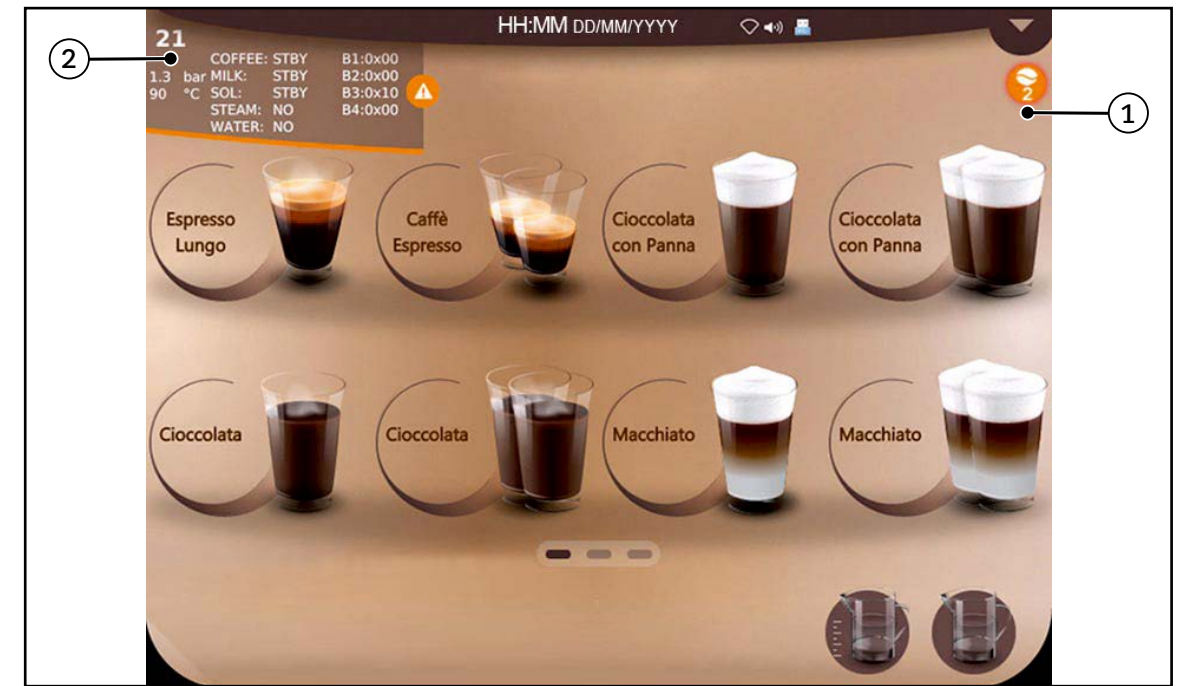 HH:MM DD/MM/YYYY
21
COFFEE: STBY B1:0x00
1.3 bar MILK: STBY B2:0x00
90 °C SOL: STBY B3:0x10
STEAM: NO B4:0x00
WATER: NO
2
2
1
Espresso
Lungo
Caffè
Espresso
Cioccolata
con Panna
Cioccolata
con Panna
Cioccolata
Cioccolata
Macchiato
Macchiato